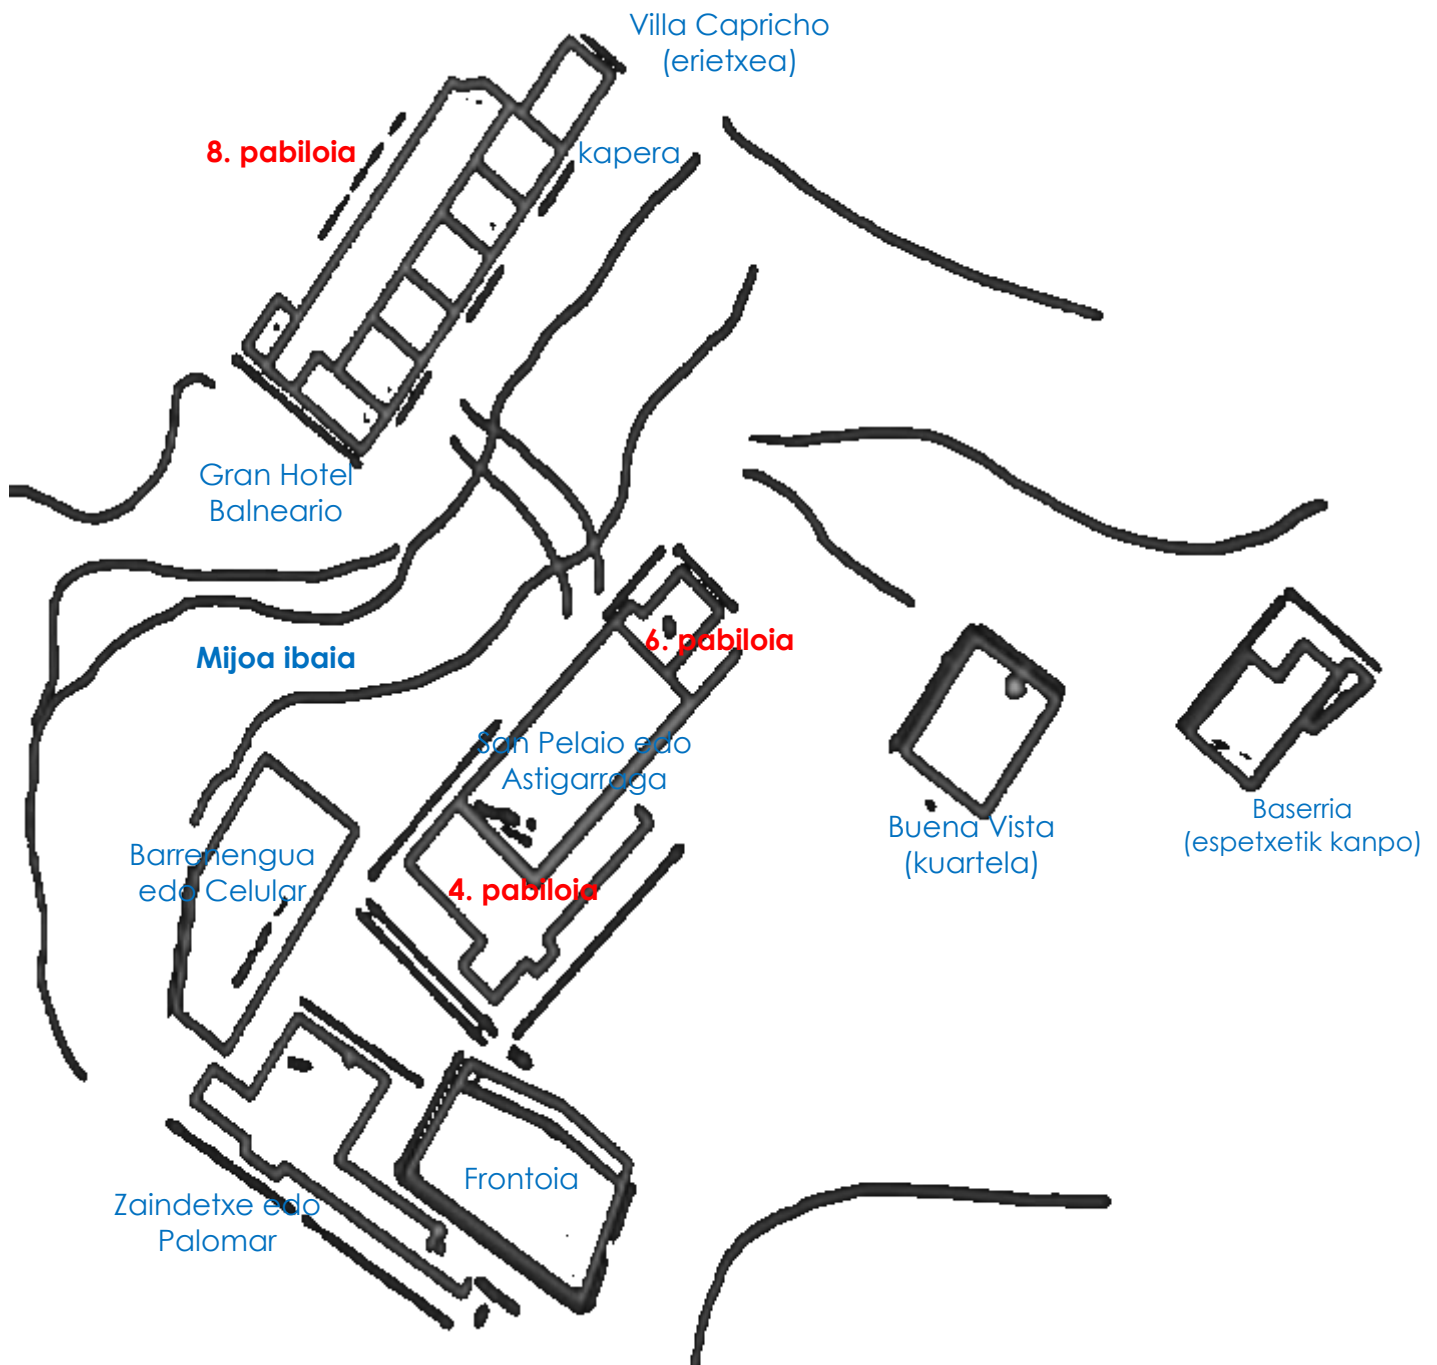 Villa Capricho
(erietxea)
8. pabiloia
kapera
Gran Hotel
Balneario
Mijoa ibaia
6. pabiloia
San Pelaio edo
Astigarraga
Buena Vista
(kuartela)
Baserria
(espetxetik kanpo)
Barrenengua
edo Celular
4. pabiloia
Frontoia
Zaindetxe edo
Palomar